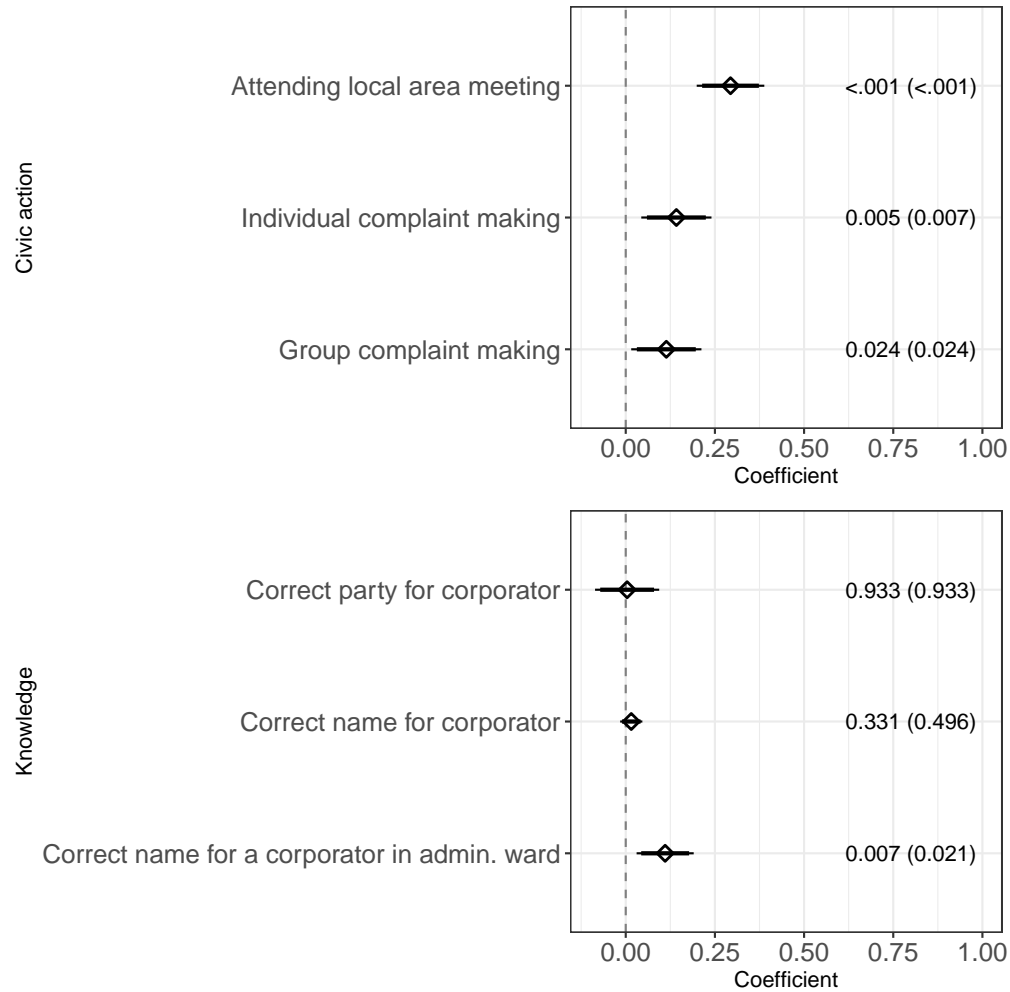 Civic action
Attending local area meeting <.001 (<.001)
Individual complaint making 0.005 (0.007)
Group complaint making 0.024 (0.024)
0.00 0.25 0.50 0.75 1.00
Coefficient
Knowledge
Correct party for corporator 0.933 (0.933)
Correct name for corporator 0.331 (0.496)
Correct name for a corporator in admin. ward 0.007 (0.021)
0.00 0.25 0.50 0.75 1.00
Coefficient